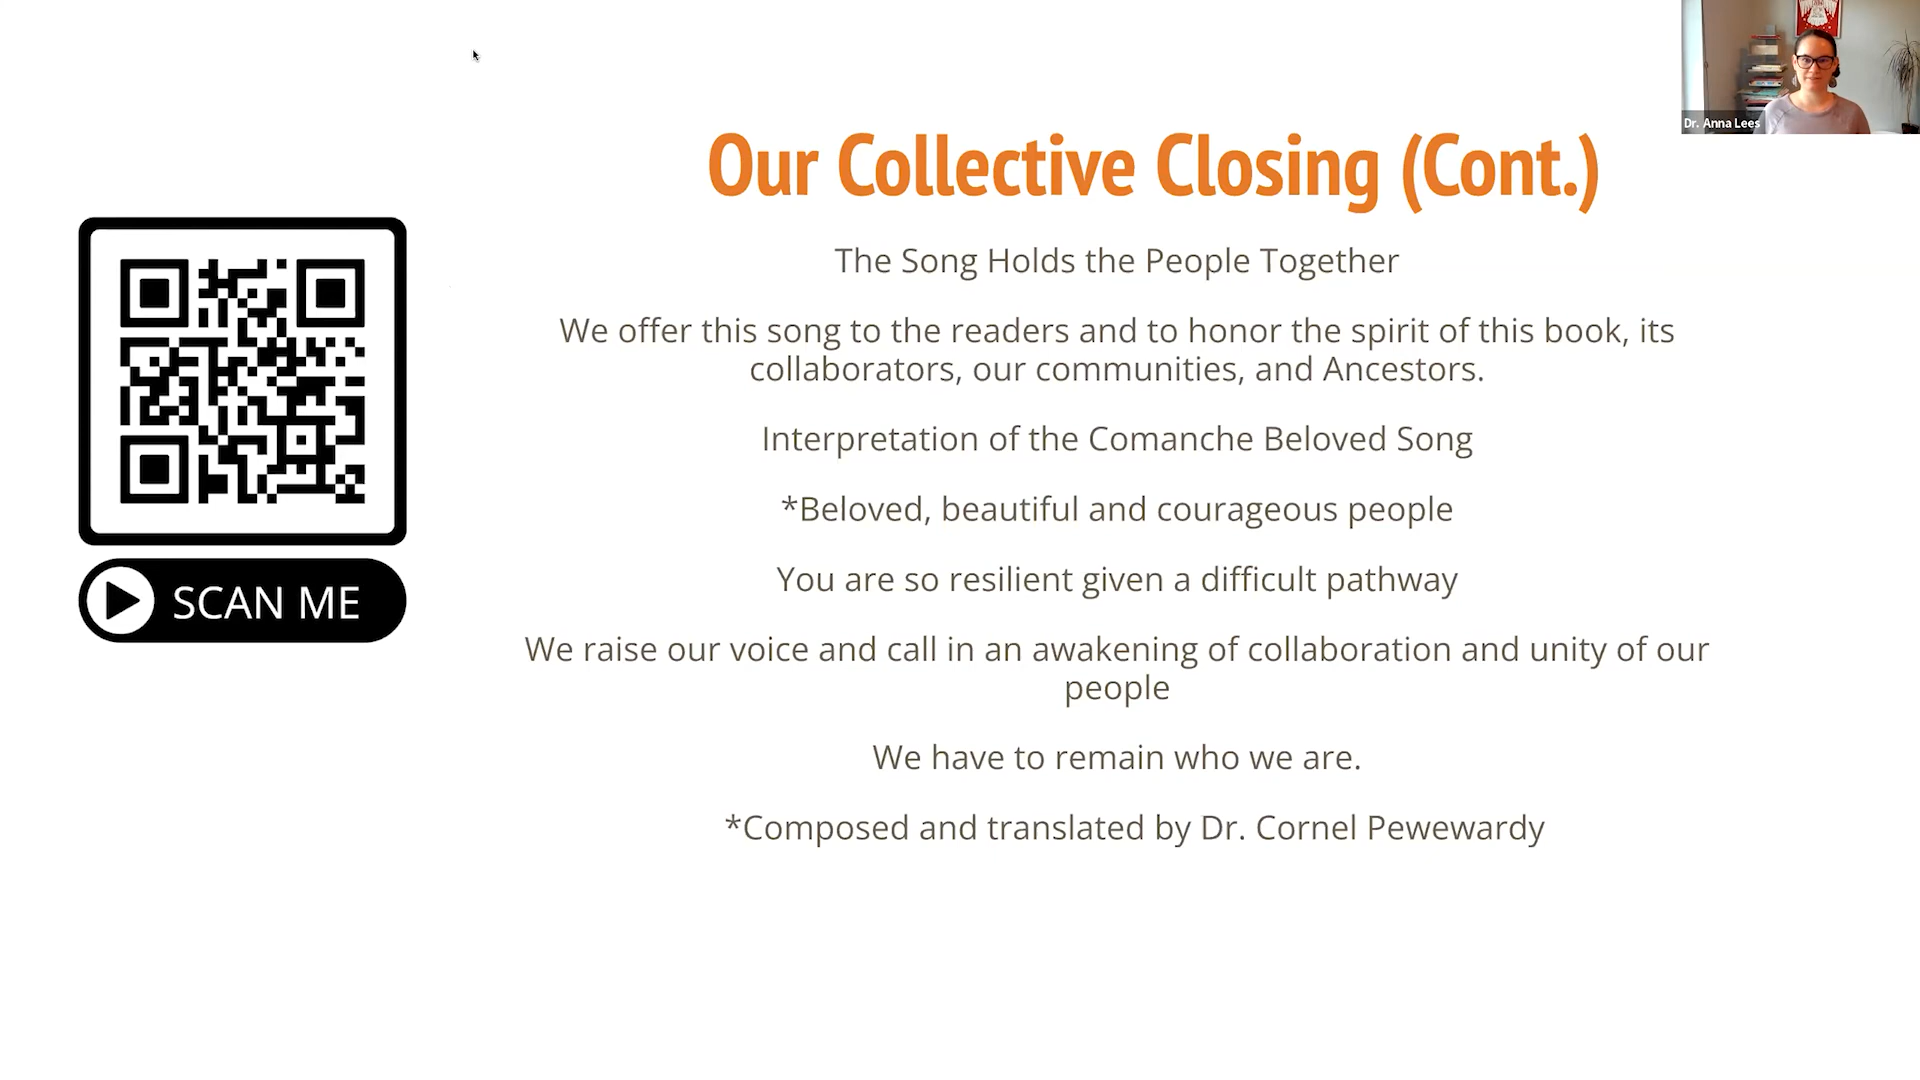 Dr. Anna Lees
Our Collective Closing (Cont.)
The Song Holds the People Together
We offer this song to the readers and to honor the spirit of this book, its
collaborators, our communities, and Ancestors.
Interpretation of the Comanche Beloved Song
*Beloved, beautiful and courageous people
You are so resilient given a difficult pathway
We raise our voice and call in an awakening of collaboration and unity of our
people
We have to remain who we are.
*Composed and translated by Dr. Cornel Pewewardy
SCAN ME